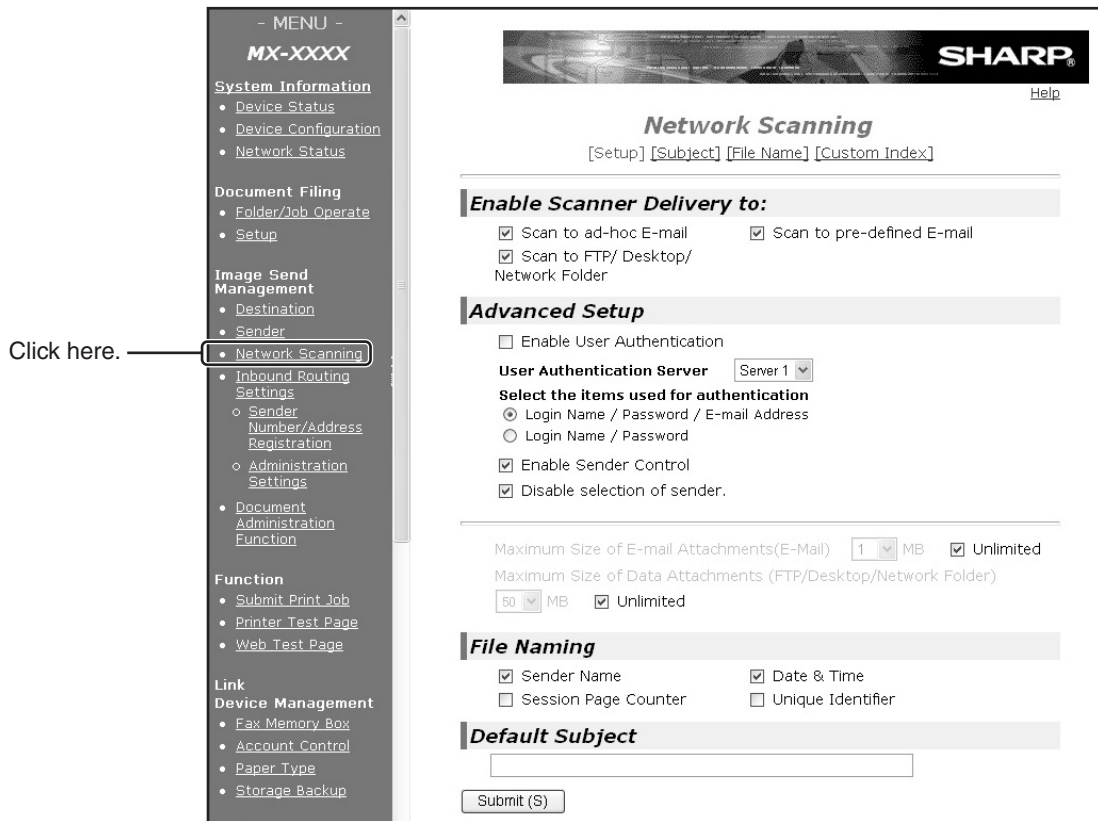 Click here.
- MENU -
MX-XXXX
System Information
• Device Status
• Device Configuration
• Network Status
Document Filing
• Folder/Job Operate
• Setup
Image Send
Management
• Destination
• Sender
• Network Scanning
• Inbound Routing
Settings
○ Sender
Number/Address
Registration
○ Administration
Settings
• Document
Administration
Function
Function
• Submit Print Job
• Printer Test Page
• Web Test Page
Link
Device Management
• Fax Memory Box
• Account Control
• Paper Type
• Storage Backup
SHARP®
Help
Network Scanning
[Setup] [Subject] [File Name] [Custom Index]
Enable Scanner Delivery to:
Scan to ad-hoc E-mail Scan to pre-defined E-mail
Scan to FTP/ Desktop/
Network Folder
Advanced Setup
Enable User Authentication
User Authentication Server Server 1
Select the items used for authentication
Login Name / Password / E-mail Address
Login Name / Password
Enable Sender Control
Disable selection of sender.
Maximum Size of E-mail Attachments(E-Mail) 1 MB Unlimited
Maximum Size of Data Attachments (FTP/Desktop/Network Folder)
50 MB Unlimited
File Naming
Sender Name Date & Time
Session Page Counter Unique Identifier
Default Subject
Submit (S)